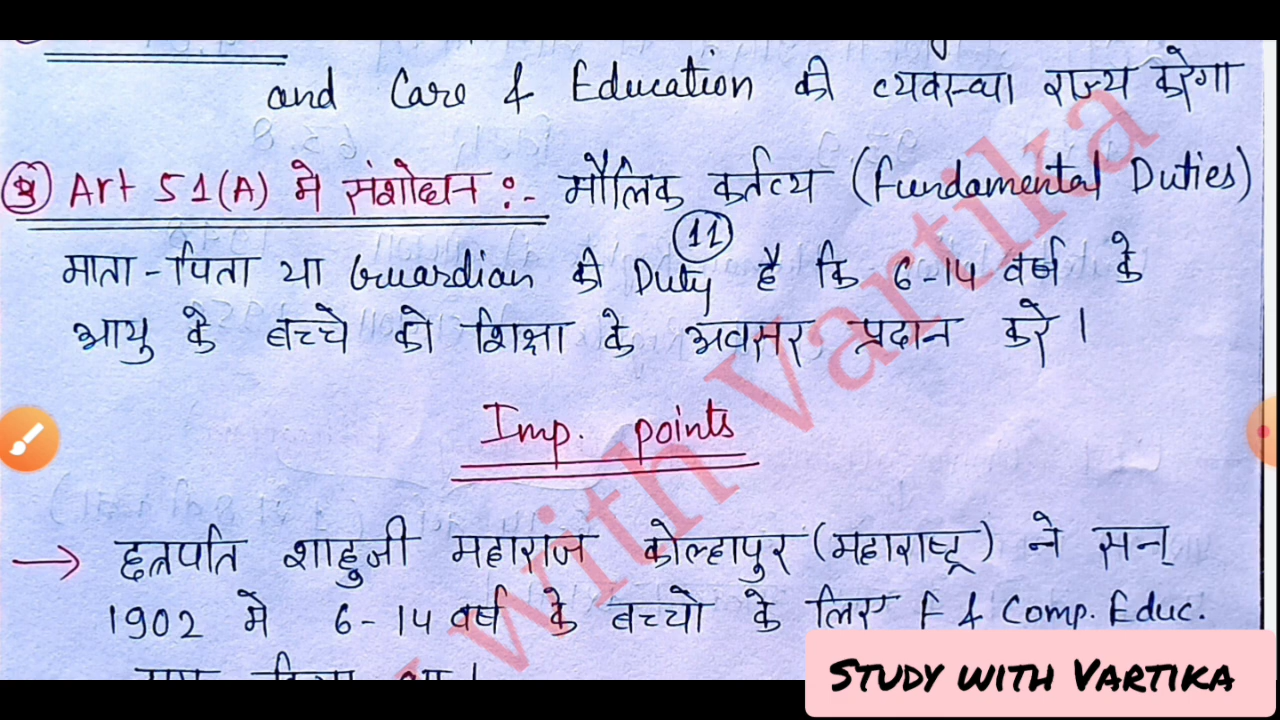 and Care & Education की व्यवस्था राज्य करेगा
③ Art 51(A) मे संशोधन :- मौलिक कर्तव्य (Fundamental Duties)
11
माता-पिता या Guardian की Duty है कि 6-14 वर्ष के
आयु के बच्चे को शिक्षा के अवसर प्रदान करे।
Imp. points
→ छत्रपति शाहुजी महाराज कोल्हापुर (महाराष्ट्र) ने सन्
1902 मे 6-14 वर्ष के बच्चो के लिए F & Comp. Educ.
with Vartika
STUDY WITH VARTIKA